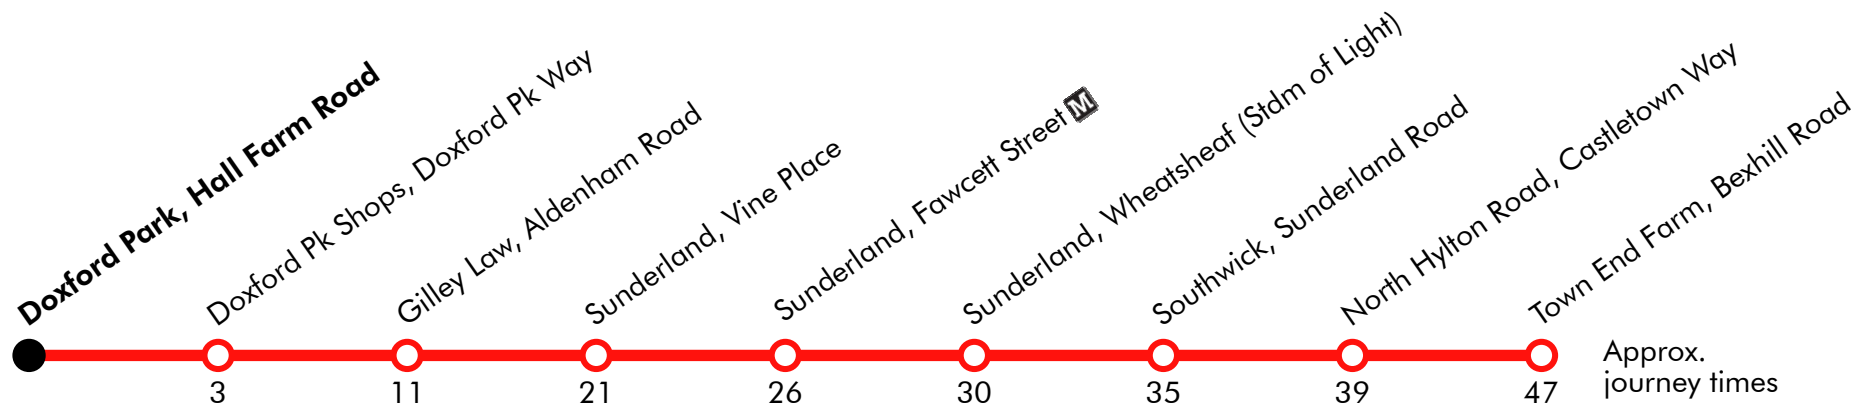 Doxford Park, Hall Farm Road
Doxford Pk Shops, Doxford Pk Way
Gilley Law, Aldenham Road
Sunderland, Vine Place
Sunderland, Fawcett Street M
Sunderland, Wheatsheaf (Stdm of Light)
Southwick, Sunderland Road
North Hylton Road, Castletown Way
Town End Farm, Bexhill Road
3 11 21 26 30 35 39 47
Approx.
journey times